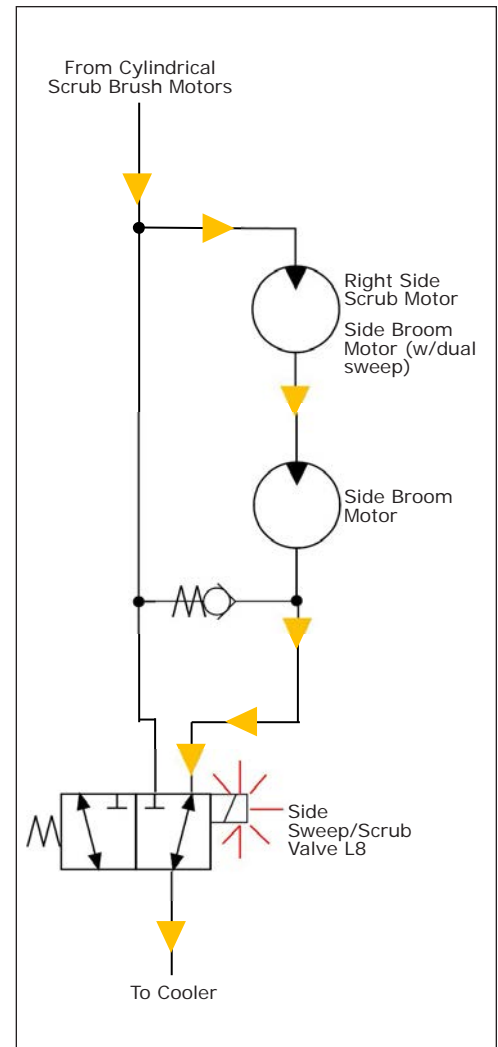 From Cylindrical
Scrub Brush Motors
Right Side
Scrub Motor
Side Broom
Motor (w/dual
sweep)
Side Broom
Motor
Side
Sweep/Scrub
Valve L8
To Cooler